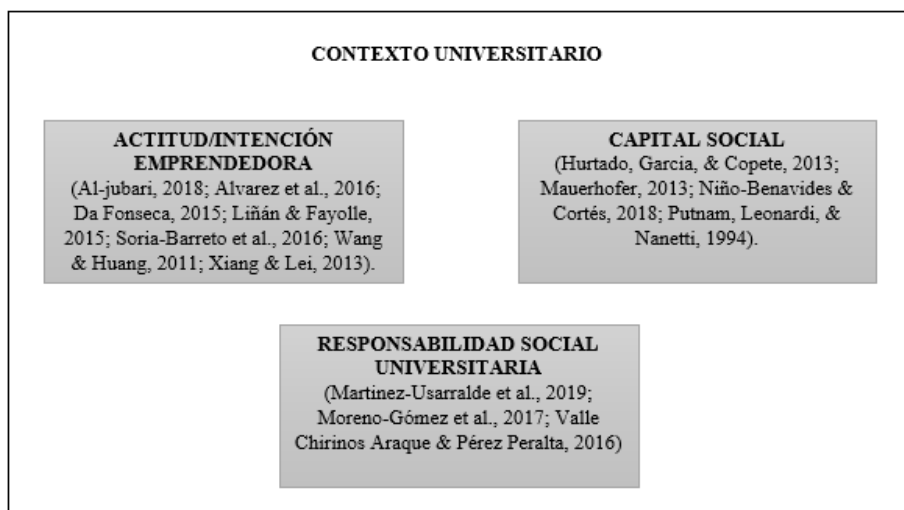 CONTEXTO UNIVERSITARIO
ACTITUD/INTENCIÓN
EMPRENDEDORA
(Al-jubari, 2018; Alvarez et al., 2016;
Da Fonseca, 2015; Liñán & Fayolle,
2015; Soria-Barreto et al., 2016; Wang
& Huang, 2011; Xiang & Lei, 2013).
CAPITAL SOCIAL
(Hurtado, Garcia, & Copete, 2013;
Mauerhofer, 2013; Niño-Benavides &
Cortés, 2018; Putnam, Leonardi, &
Nanetti, 1994).
RESPONSABILIDAD SOCIAL
UNIVERSITARIA
(Martinez-Usarralde et al., 2019;
Moreno-Gómez et al., 2017; Valle
Chirinos Araque & Pérez Peralta, 2016)